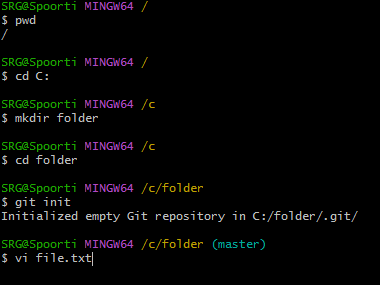 SRG@Spoorti MINGW64 /
$ pwd
/
SRG@Spoorti MINGW64 /
$ cd C:
SRG@Spoorti MINGW64 /c
$ mkdir folder
SRG@Spoorti MINGW64 /c
$ cd folder
SRG@Spoorti MINGW64 /c/folder
$ git init
Initialized empty Git repository in C:/folder/.git/
SRG@Spoorti MINGW64 /c/folder (master)
$ vi file.txt